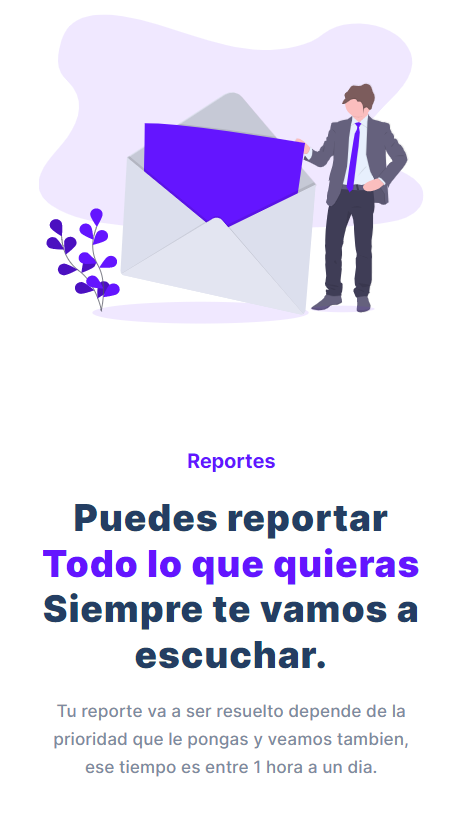 Reportes
Puedes reportar
Todo lo que quieras
Siempre te vamos a
escuchar.
Tu reporte va a ser resuelto depende de la
prioridad que le pongas y veamos tambien,
ese tiempo es entre 1 hora a un dia.